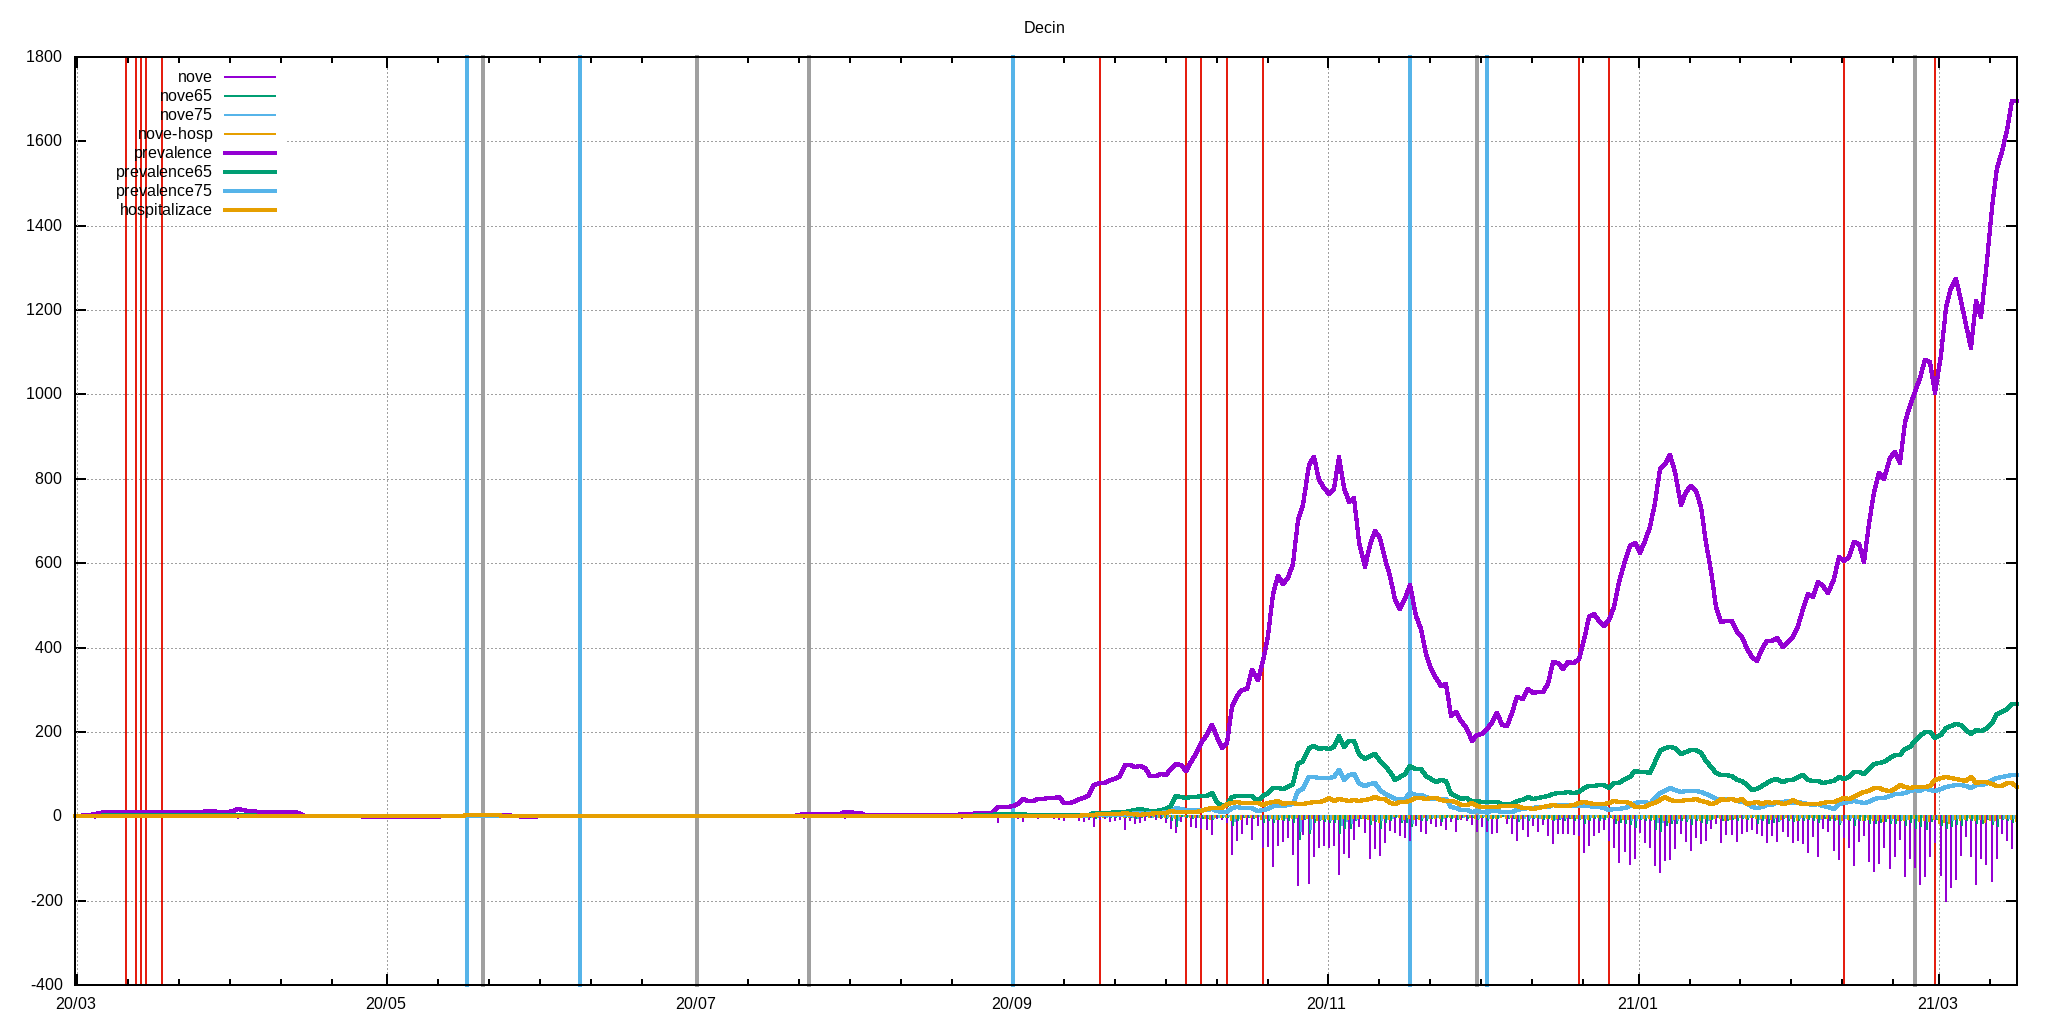 Decin
1800
1600
1400
1200
1000
800
600
400
200
0
-200
-400
nove
nove65
nove75
nove-hosp
prevalence
prevalence65
prevalence75
hospitalizace
20/03 20/05 20/07 20/09 20/11 21/01 21/03